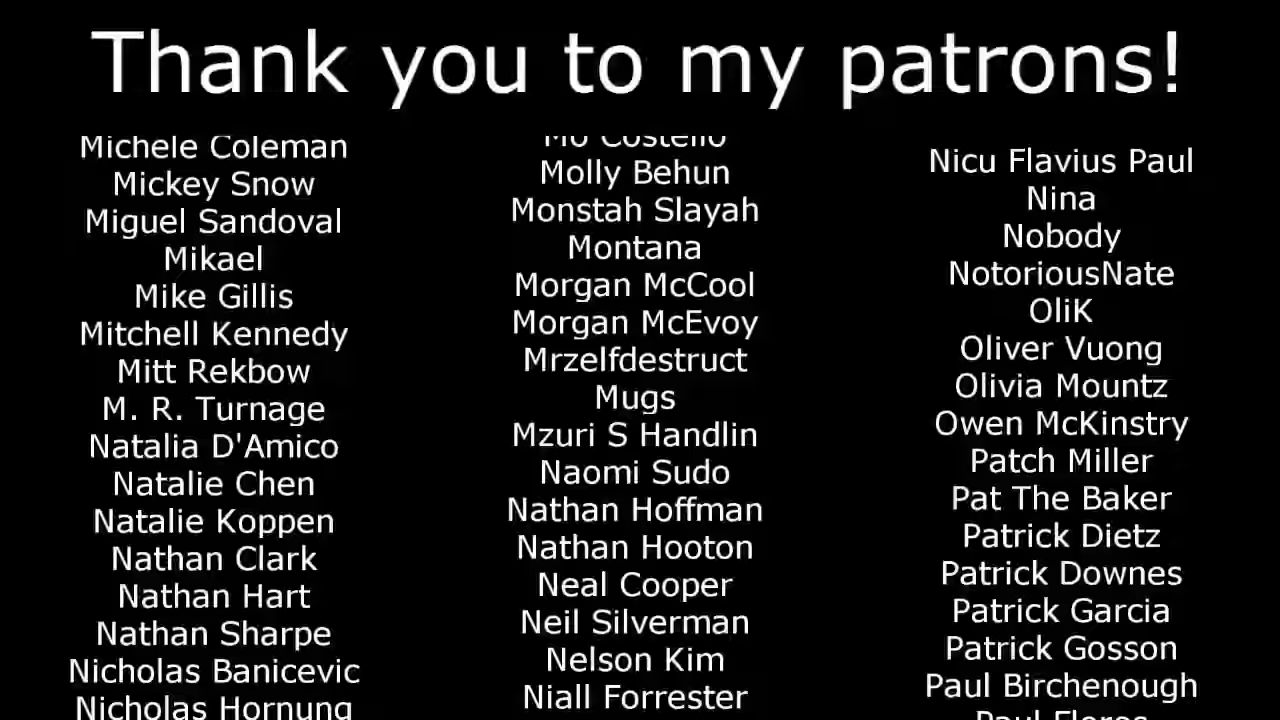 Thank you to my patrons!
Michele Coleman
Mickey Snow
Miguel Sandoval
Mikael
Mike Gillis
Mitchell Kennedy
Mitt Rekbow
M. R. Turnage
Natalia D'Amico
Natalie Chen
Natalie Koppen
Nathan Clark
Nathan Hart
Nathan Sharpe
Nicholas Banicevic
Nicholas Hornung
Mo Costello
Molly Behun
Monstah Slayah
Montana
Morgan McCool
Morgan McEvoy
Mrzelfdestruct
Mugs
Mzuri S Handlin
Naomi Sudo
Nathan Hoffman
Nathan Hooton
Neal Cooper
Neil Silverman
Nelson Kim
Niall Forrester
Nicu Flavius Paul
Nina
Nobody
NotoriousNate
OliK
Oliver Vuong
Olivia Mountz
Owen McKinstry
Patch Miller
Pat The Baker
Patrick Dietz
Patrick Downes
Patrick Garcia
Patrick Gosson
Paul Birchenough
Paul Flores